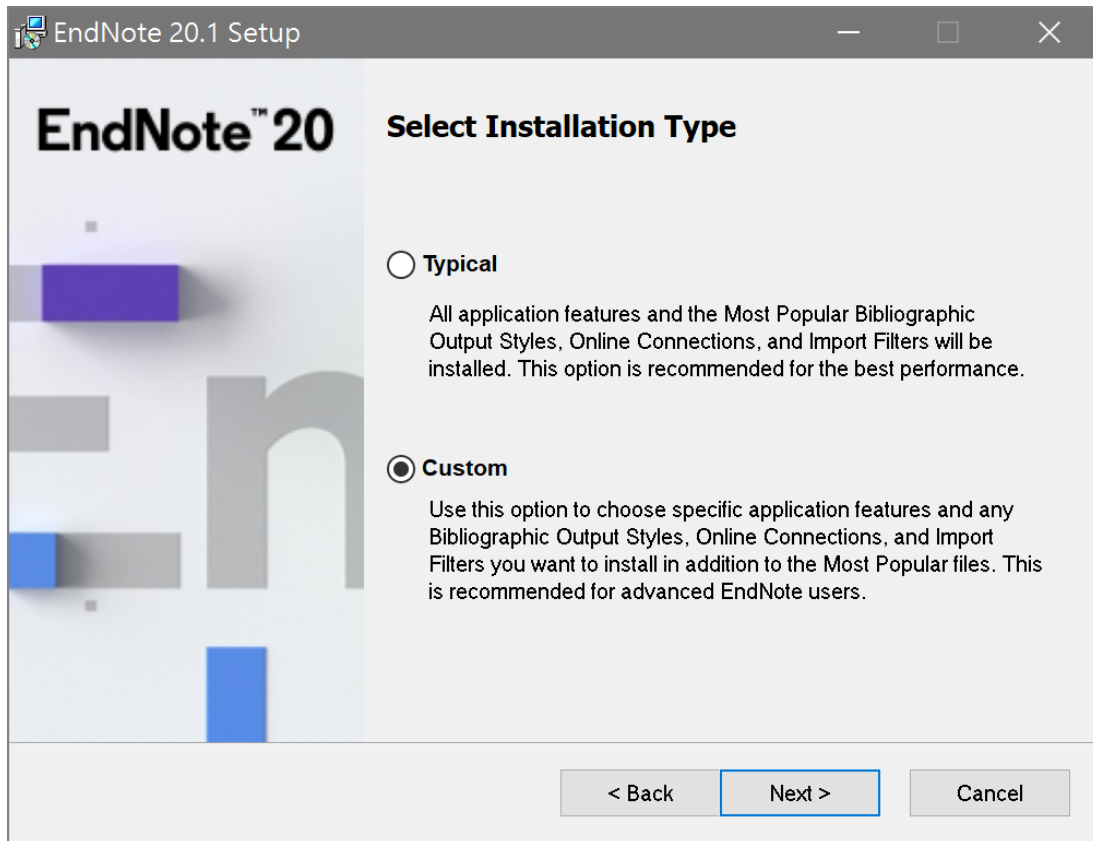 EndNote 20.1 Setup
EndNote™20
Select Installation Type
Typical
All application features and the Most Popular Bibliographic
Output Styles, Online Connections, and Import Filters will be
installed. This option is recommended for the best performance.
Custom
Use this option to choose specific application features and any
Bibliographic Output Styles, Online Connections, and Import
Filters you want to install in addition to the Most Popular files. This
is recommended for advanced EndNote users.
< Back
Next >
Cancel